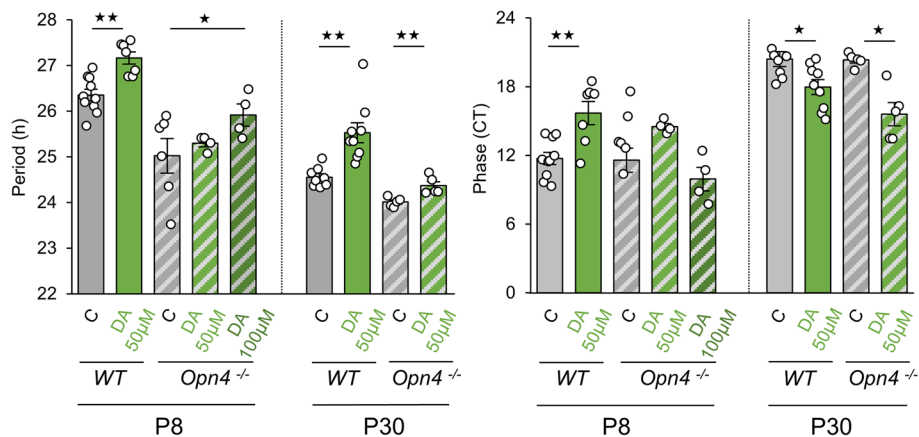 ★★
★
★★
★★
Period (h)
28
27
26
25
24
23
22
C
DA 50µM
C
DA 50µM
DA 100µM
C
DA 50µM
C
DA 50µM
WT
Opn4 -/-
WT
Opn4 -/-
P8
P30
★★
★
★
Phase (CT)
24
18
12
6
0
C
DA 50µM
C
DA 50µM
DA 100µM
C
DA 50µM
C
DA 50µM
WT
Opn4 -/-
WT
Opn4 -/-
P8
P30